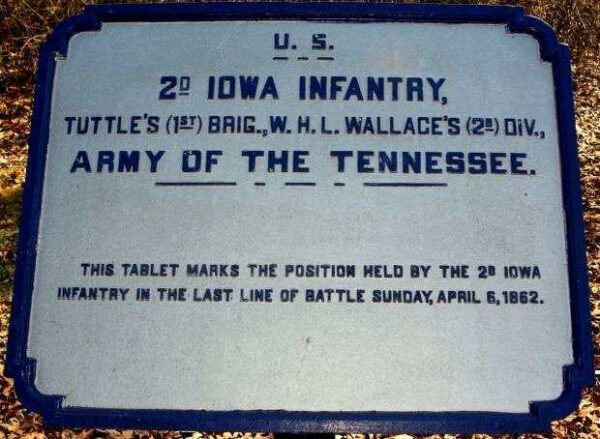 U. S.
2D IOWA INFANTRY,
TUTTLE'S (1ST) BRIG., W. H. L. WALLACE'S (2D) DIV.,
ARMY OF THE TENNESSEE.
THIS TABLET MARKS THE POSITION HELD BY THE 2D IOWA
INFANTRY IN THE LAST LINE OF BATTLE SUNDAY, APRIL 6, 1862.